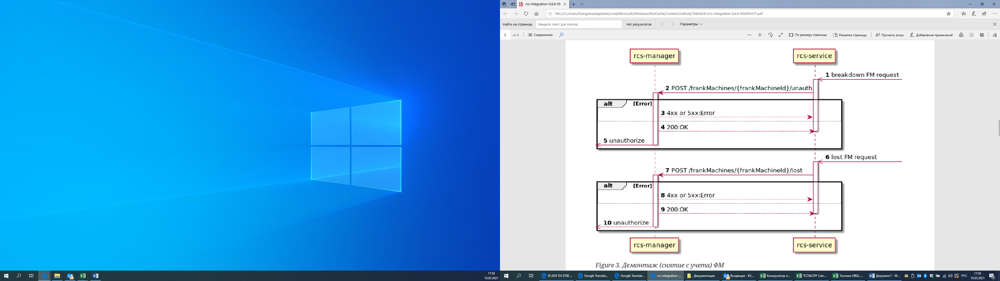 rcs-integration-0.6.8-SN
file:///C:/Users/KSergeeva/AppData/Local/Microsoft/Windows/INetCache/Content.Outlook/TA8AXE47/rcs-integration-0.6.8-SNAPSHOT.pdf
Найти на странице Введите текст для поиска Нет результатов Параметры
3 из 6 Содержимое По размеру страницы Разметка страницы Прочесть вслух Добавление примечаний
rcs-manager rcs-service
1 breakdown FM request
2 POST /frankMachines/{frankMachineId}/unauth
alt [Error]
3 4xx or 5xx:Error
4 200:OK
5 unauthorize
6 lost FM request
7 POST /frankMachines/{frankMachineId}/lost
alt [Error]
8 4xx or 5xx:Error
9 200:OK
10 unauthorize
rcs-manager rcs-service
Figure 3. Демонтаж (снятие с учета) ФМ
17:50
10.03.2021
iR ADV DX 8700 ... Google Translat... Google Translat... rcs-integration-... Документация Входящие - KS... Калькулятор п... TCO&CPP Calc... Техника-ИВЦ-... Документ1 - W... РУС
17:50
10.03.2021